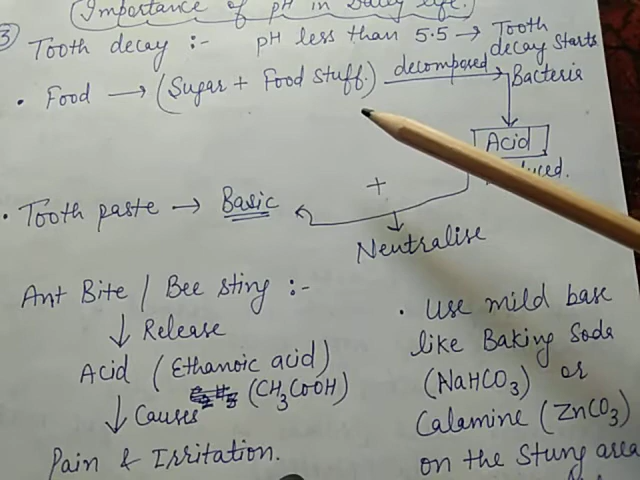 (Importance of pH in Daily life.)
③ Tooth decay :- pH less than 5.5 → Tooth decay starts
• Food → (Sugar + Food stuff.) decomposed → Bacteria
Acid
• Tooth paste → Basic +
Neutralise
Ant Bite / Bee sting :-
↓ Release
Acid (Ethanoic acid)
(CH₃COOH)
↓ Causes
Pain & Irritation.
• Use mild base
like Baking Soda
(NaHCO₃) or
Calamine (ZnCO₃)
on the stung area